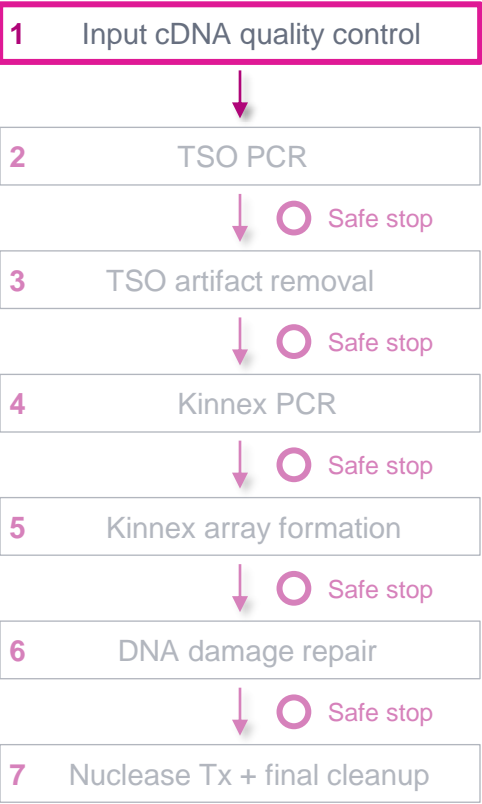 1 Input cDNA quality control
2 TSO PCR
Safe stop
3 TSO artifact removal
Safe stop
4 Kinnex PCR
Safe stop
5 Kinnex array formation
Safe stop
6 DNA damage repair
Safe stop
7 Nuclease Tx + final cleanup